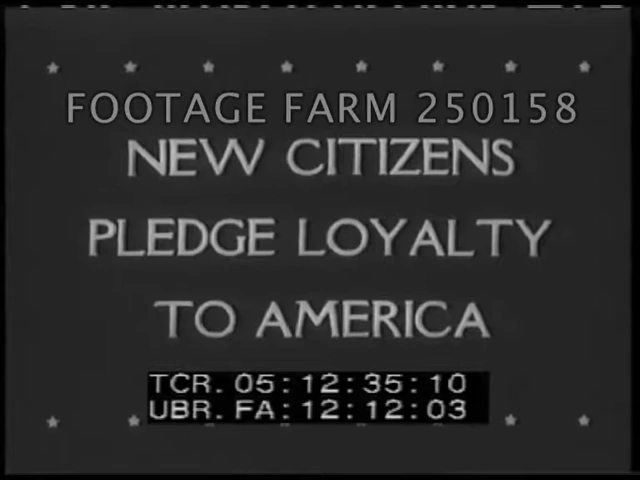 FOOTAGE FARM 250158
NEW CITIZENS
PLEDGE LOYALTY
TO AMERICA
TCR. 05:12:35:10
UBR. FA:12:12:03